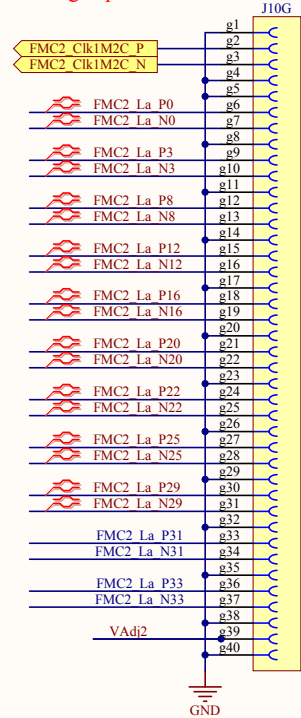 J10G
g1
FMC2_Clk1M2C_P g2
FMC2_Clk1M2C_N g3
g4
g5
FMC2_La_P0 g6
FMC2_La_N0 g7
g8
FMC2_La_P3 g9
FMC2_La_N3 g10
g11
FMC2_La_P8 g12
FMC2_La_N8 g13
g14
FMC2_La_P12 g15
FMC2_La_N12 g16
g17
FMC2_La_P16 g18
FMC2_La_N16 g19
g20
FMC2_La_P20 g21
FMC2_La_N20 g22
g23
FMC2_La_P22 g24
FMC2_La_N22 g25
g26
FMC2_La_P25 g27
FMC2_La_N25 g28
g29
FMC2_La_P29 g30
FMC2_La_N29 g31
g32
FMC2_La_P31 g33
FMC2_La_N31 g34
g35
FMC2_La_P33 g36
FMC2_La_N33 g37
g38
VAdj2 g39
g40
GND